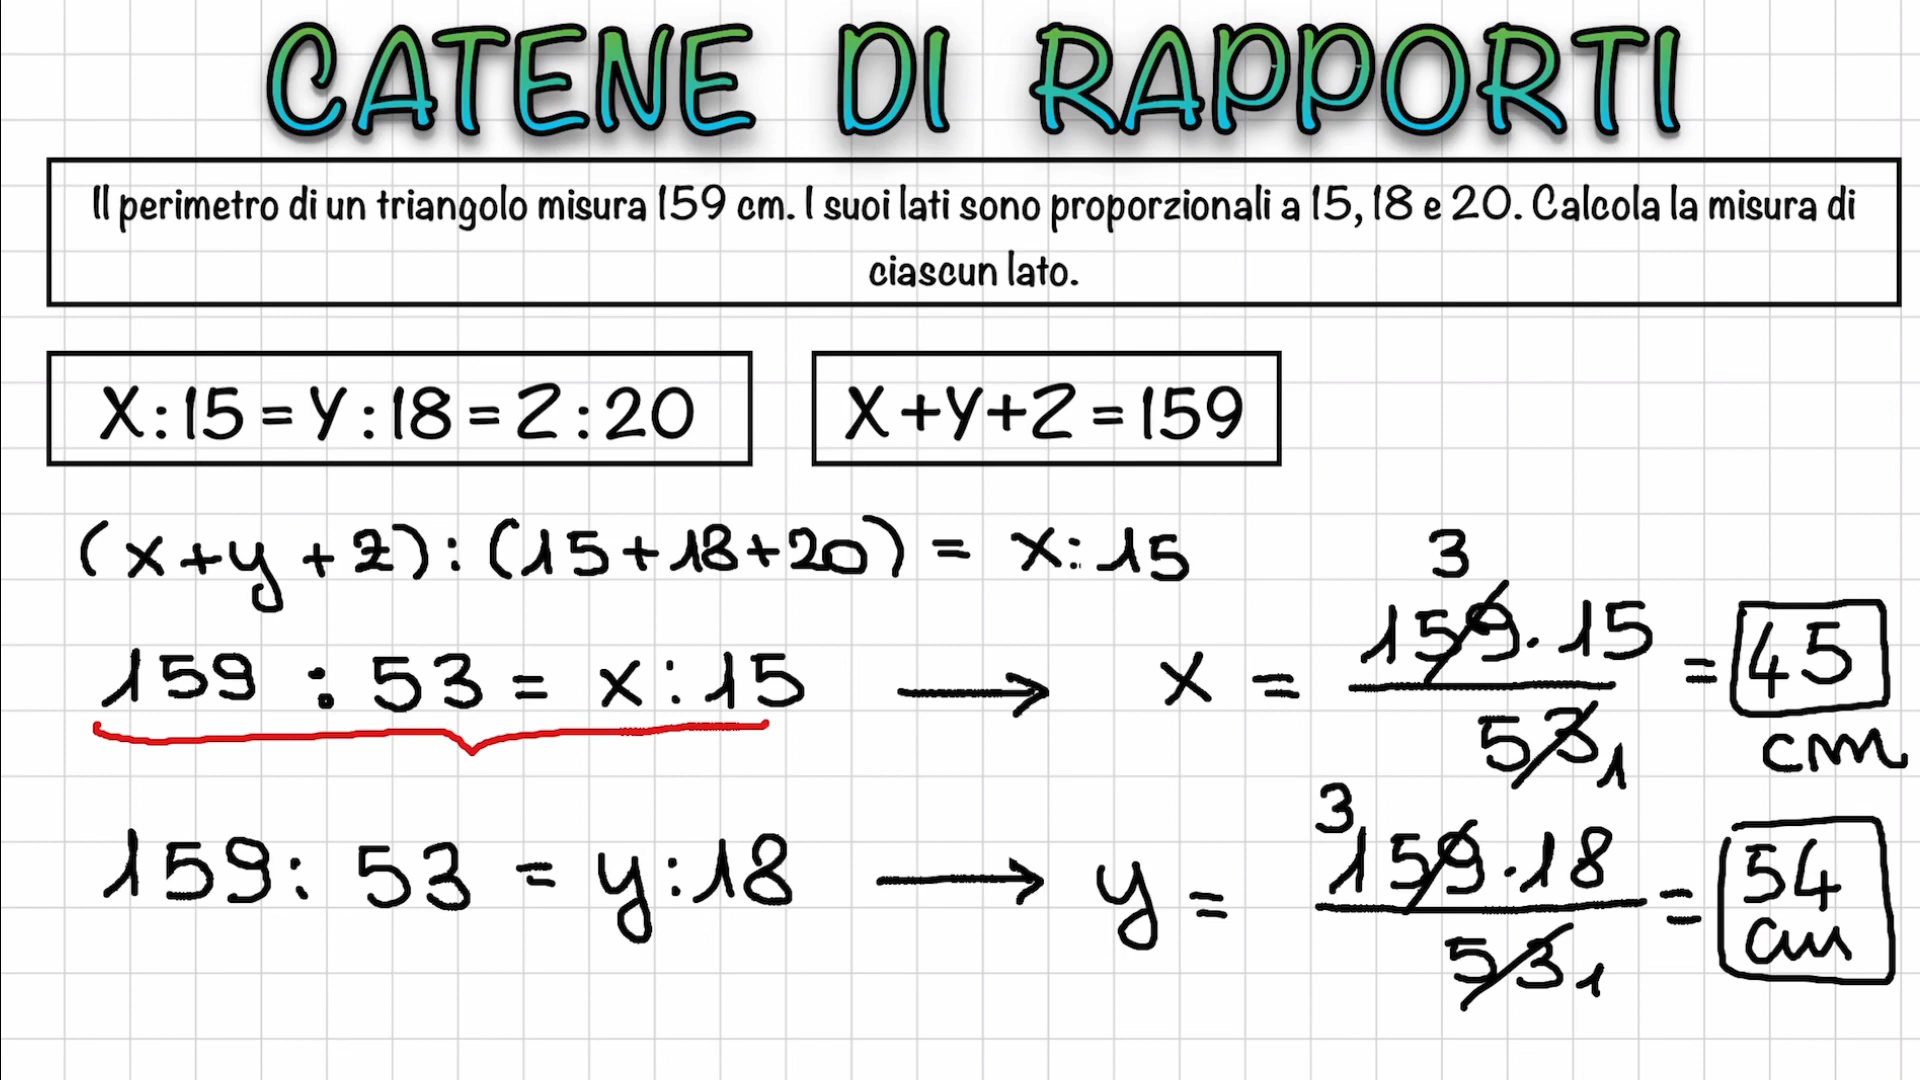 CATENE DI RAPPORTI
Il perimetro di un triangolo misura 159 cm. I suoi lati sono proporzionali a 15, 18 e 20. Calcola la misura di
ciascun lato.
X:15=Y:18=Z:20
X+Y+Z=159
(x+y+z):(15+18+20) = x:15
3
159 : 53 = x:15 → x = 159·15 = 45
53 1 cm
3
159: 53 = y:18 → y = 159·18 = 54
53 1 cm